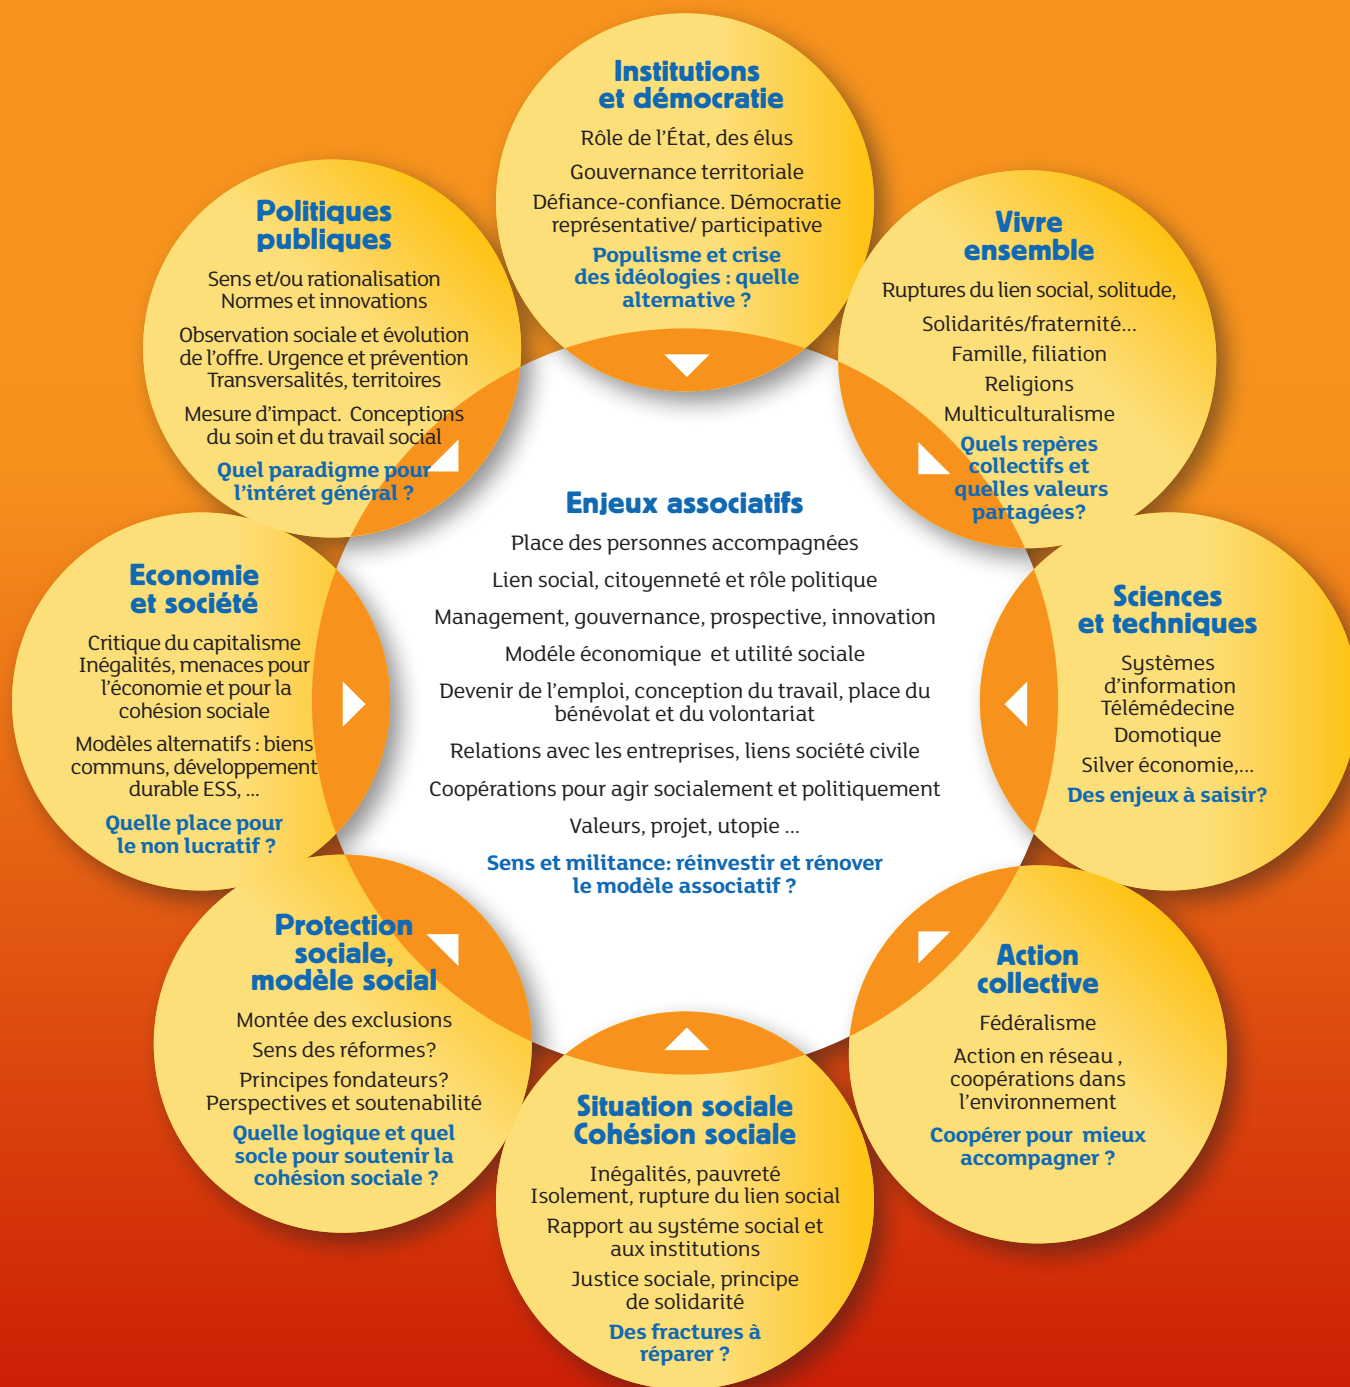 Institutions
et démocratie
Rôle de l’État, des élus
Gouvernance territoriale
Défiance-confiance. Démocratie
représentative/ participative
Populisme et crise
des idéologies : quelle
alternative ?
Vivre
ensemble
Ruptures du lien social, solitude,
Solidarités/fraternité...
Famille, filiation
Religions
Multiculturalisme
Quels repères
collectifs et
quelles valeurs
partagées?
Sciences
et techniques
Systèmes
d’information
Télémédecine
Domotique
Silver économie,...
Des enjeux à saisir?
Action
collective
Fédéralisme
Action en réseau ,
coopérations dans
l’environnement
Coopérer pour mieux
accompagner ?
Situation sociale
Cohésion sociale
Inégalités, pauvreté
Isolement, rupture du lien social
Rapport au systéme social et
aux institutions
Justice sociale, principe
de solidarité
Des fractures à
réparer ?
Protection
sociale,
modèle social
Montée des exclusions
Sens des réformes?
Principes fondateurs?
Perspectives et soutenabilité
Quelle logique et quel
socle pour soutenir la
cohésion sociale ?
Economie
et société
Critique du capitalisme
Inégalités, menaces pour
l’économie et pour la
cohésion sociale
Modèles alternatifs : biens
communs, développement
durable ESS, ...
Quelle place pour
le non lucratif ?
Politiques
publiques
Sens et/ou rationalisation
Normes et innovations
Observation sociale et évolution
de l’offre. Urgence et prévention
Transversalités, territoires
Mesure d’impact. Conceptions
du soin et du travail social
Quel paradigme pour
l’intéret général ?
Enjeux associatifs
Place des personnes accompagnées
Lien social, citoyenneté et rôle politique
Management, gouvernance, prospective, innovation
Modéle économique et utilité sociale
Devenir de l’emploi, conception du travail, place du
bénévolat et du volontariat
Relations avec les entreprises, liens société civile
Coopérations pour agir socialement et politiquement
Valeurs, projet, utopie ...
Sens et militance: réinvestir et rénover
le modèle associatif ?